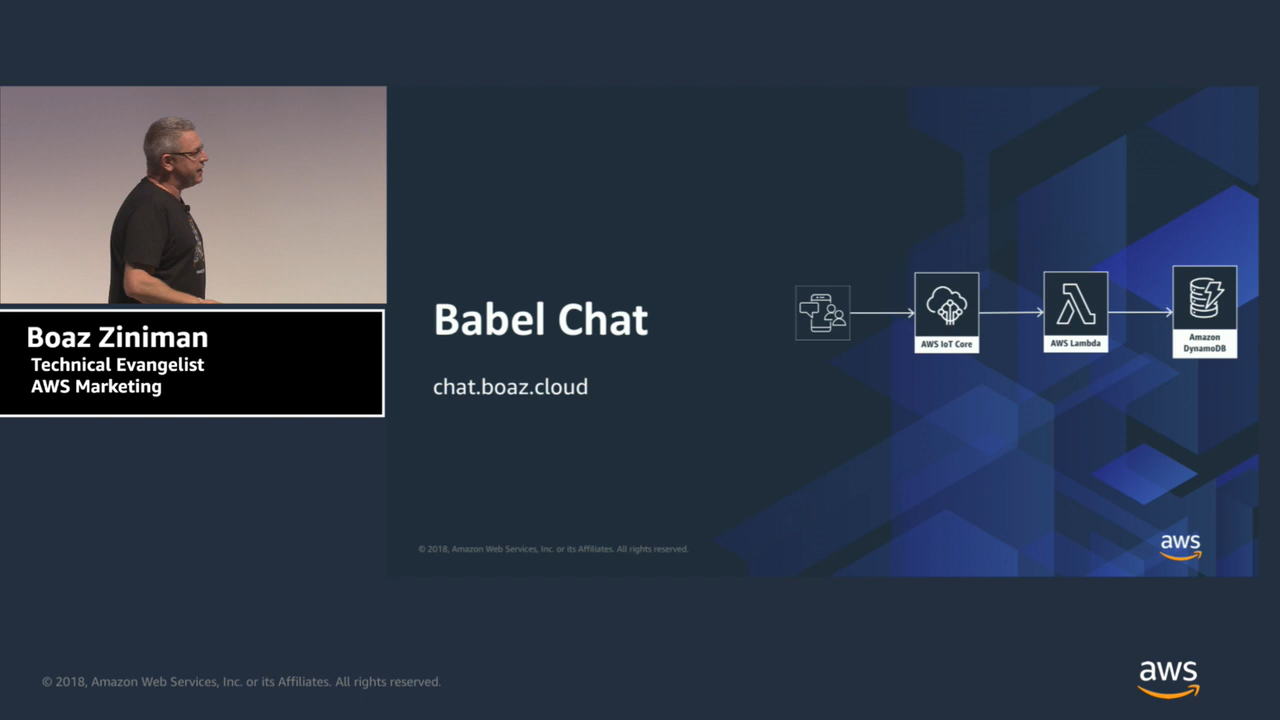 Boaz Ziniman
Technical Evangelist
AWS Marketing
Babel Chat
chat.boaz.cloud
AWS IoT Core
AWS Lambda
Amazon
DynamoDB
© 2018, Amazon Web Services, Inc. or its Affiliates. All rights reserved.
aws
© 2018, Amazon Web Services, Inc. or its Affiliates. All rights reserved.
aws